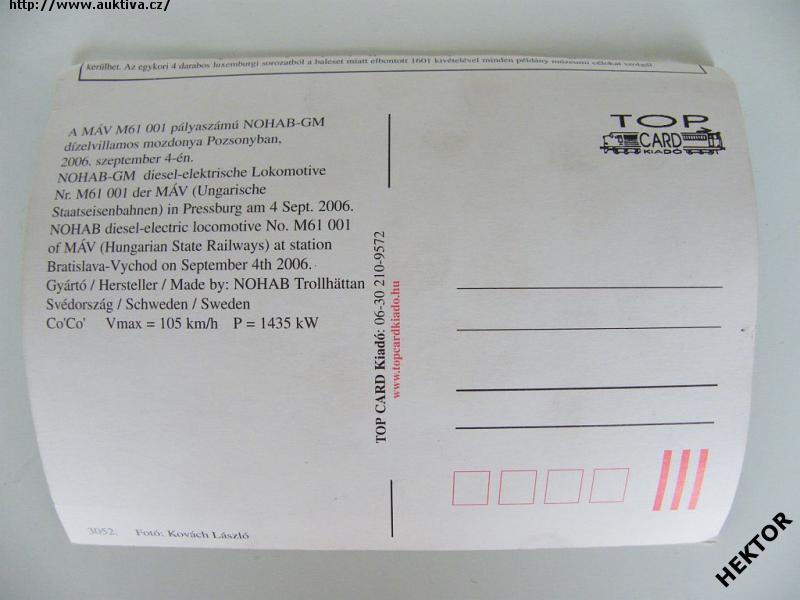 http://www.auktiva.cz/
kerülhet. Az egykori 4 darabos luxemburgi sorozatból a baleset miatt elbontott 1601 kivételével minden példány múzeumi célokat szolgál.
A MÁV M61 001 pályaszámú NOHAB-GM
dízelvillamos mozdonya Pozsonyban,
2006. szeptember 4-én.
NOHAB-GM diesel-elektrische Lokomotive
Nr. M61 001 der MÁV (Ungarische
Staatseisenbahnen) in Pressburg am 4 Sept. 2006.
NOHAB diesel-electric locomotive No. M61 001
of MÁV (Hungarian State Railways) at station
Bratislava-Vychod on September 4th 2006.
Gyártó / Hersteller / Made by: NOHAB Trollhättan
Svédország / Schweden / Sweden
Co'Co' Vmax = 105 km/h P = 1435 kW
3052. Fotó: Kovách László
TOP CARD Kiadó: 06-30 210-9572
www.topcardkiado.hu
TOP
CARD
KIADÓ
HEKTOR